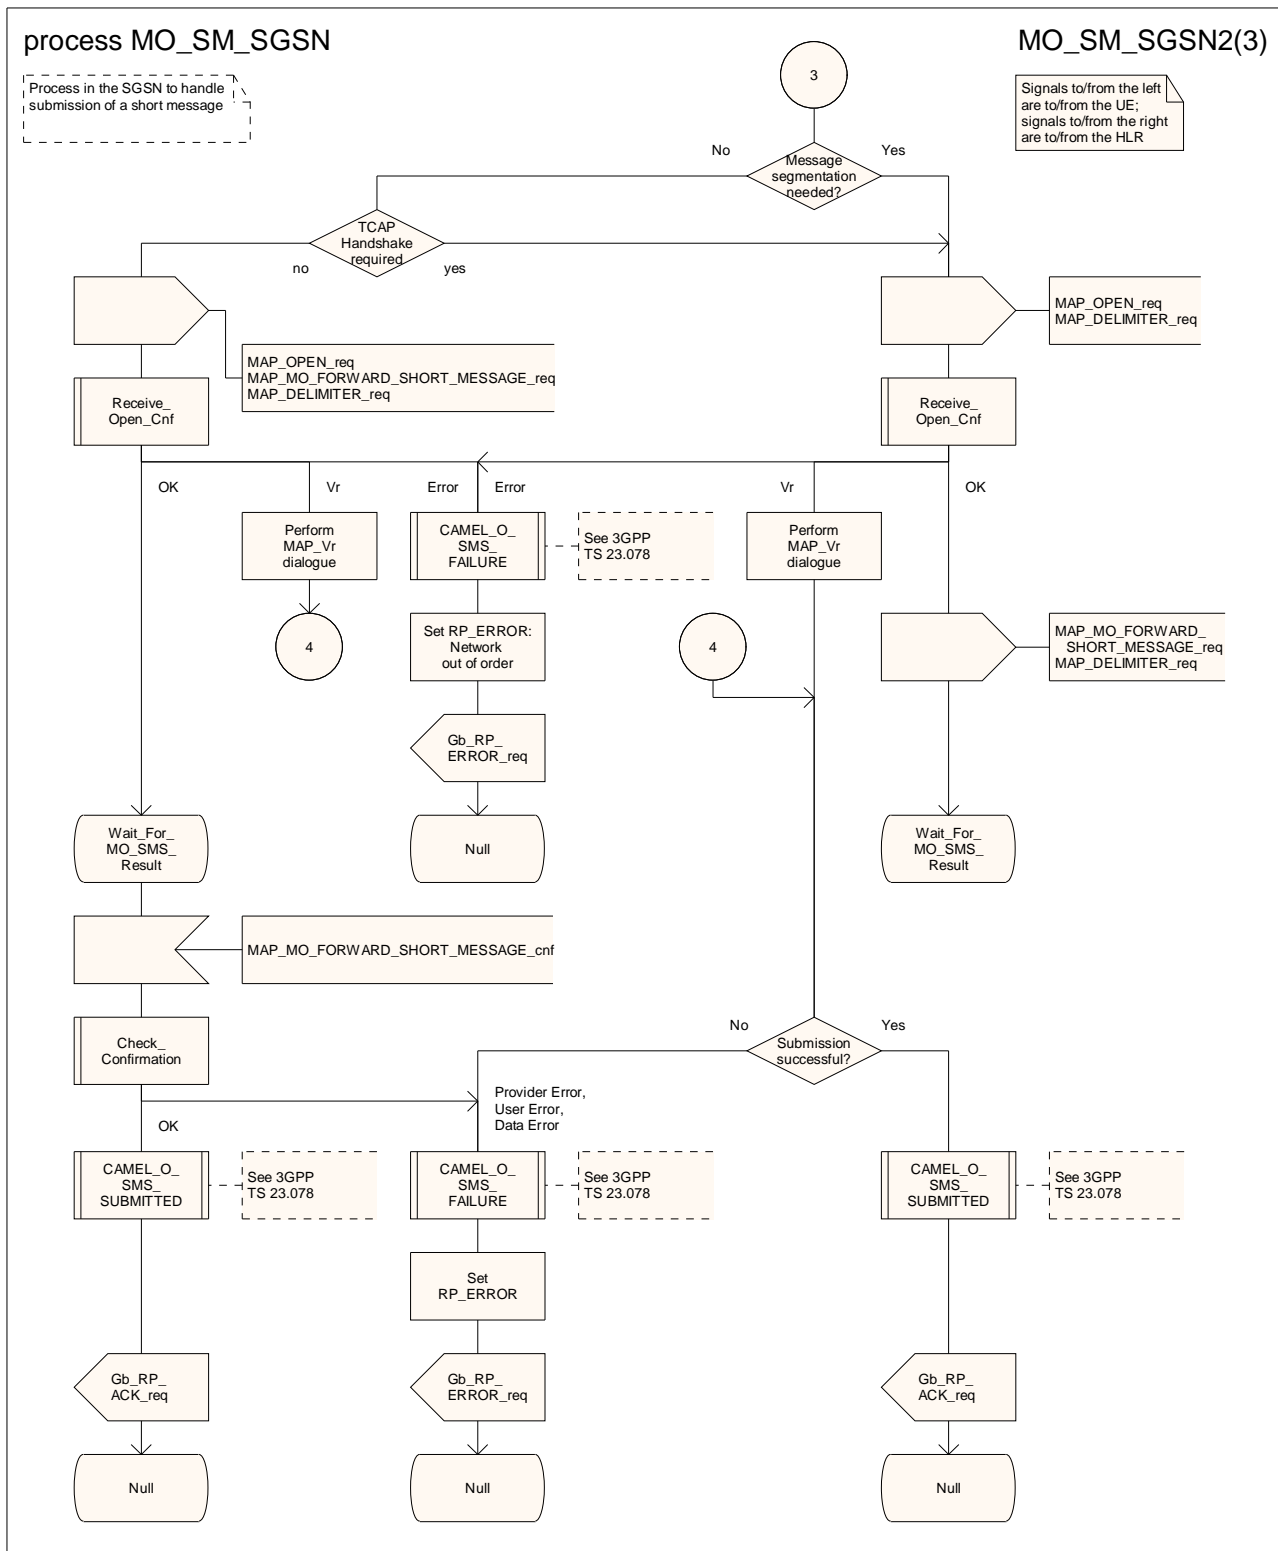 process MO_SM_SGSN
MO_SM_SGSN2(3)
Process in the SGSN to handle
submission of a short message
3
Signals to/from the left
are to/from the UE;
signals to/from the right
are to/from the HLR
No
Message
segmentation
needed?
Yes
TCAP
Handshake
required
no
yes
MAP_OPEN_req
MAP_DELIMITER_req
MAP_OPEN_req
MAP_MO_FORWARD_SHORT_MESSAGE_req
MAP_DELIMITER_req
Receive_
Open_Cnf
Receive_
Open_Cnf
OK
Vr
Error
Error
Vr
OK
Perform
MAP_Vr
dialogue
CAMEL_O_
SMS_
FAILURE
See 3GPP
TS 23.078
Perform
MAP_Vr
dialogue
4
Set RP_ERROR:
Network
out of order
4
MAP_MO_FORWARD_
SHORT_MESSAGE_req
MAP_DELIMITER_req
Gb_RP_
ERROR_req
Wait_For_
MO_SMS_
Result
Null
Wait_For_
MO_SMS_
Result
MAP_MO_FORWARD_SHORT_MESSAGE_cnf
Check_
Confirmation
No
Submission
successful?
Yes
OK
Provider Error,
User Error,
Data Error
CAMEL_O_
SMS_
SUBMITTED
See 3GPP
TS 23.078
CAMEL_O_
SMS_
FAILURE
See 3GPP
TS 23.078
CAMEL_O_
SMS_
SUBMITTED
See 3GPP
TS 23.078
Set
RP_ERROR
Gb_RP_
ACK_req
Gb_RP_
ERROR_req
Gb_RP_
ACK_req
Null
Null
Null